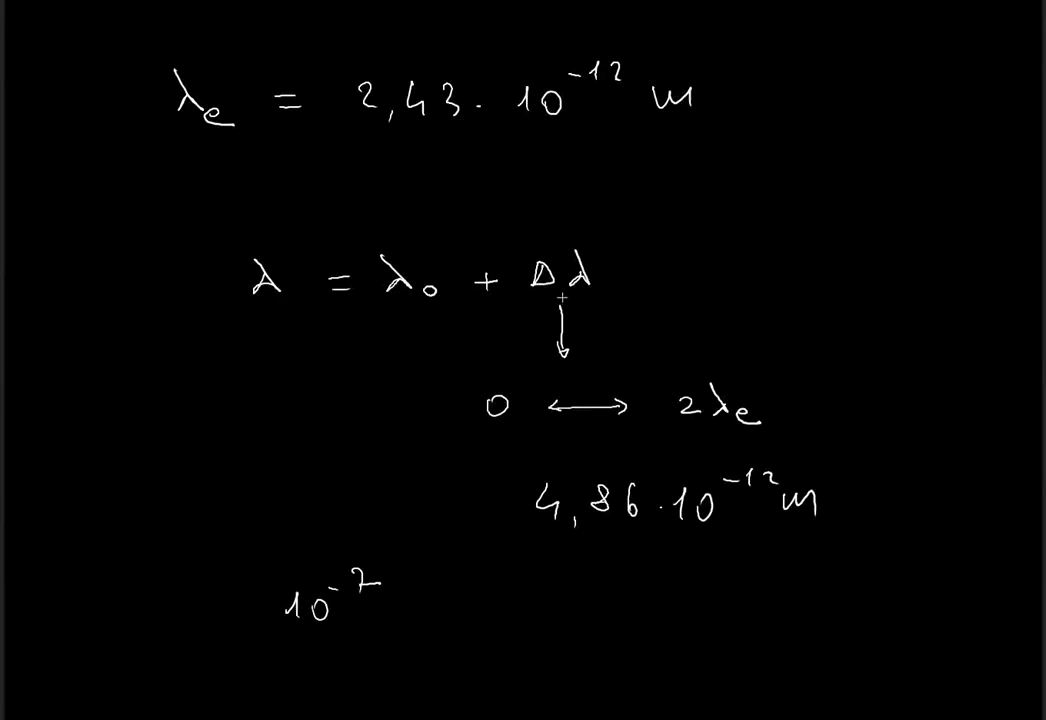 λₑ = 2,43 · 10⁻¹² m
λ = λ₀ + Δλ
↓
0 ↔ 2λₑ
4,86 · 10⁻¹² m
10⁻⁷